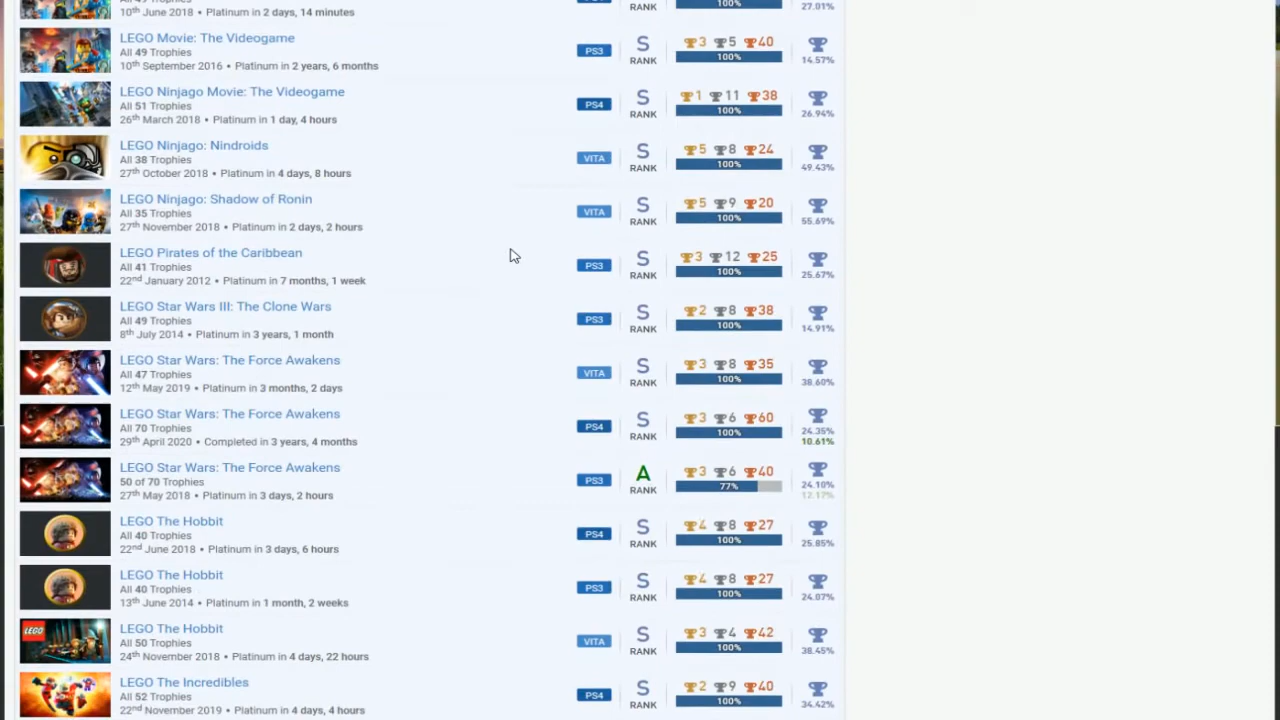 10th June 2018 • Platinum in 2 days, 14 minutes
100%
27.01%
LEGO Movie: The Videogame
All 49 Trophies
10th September 2016 • Platinum in 2 years, 6 months
PS3
S
RANK
3 5 40
100%
14.57%
LEGO Ninjago Movie: The Videogame
All 51 Trophies
26th March 2018 • Platinum in 1 day, 4 hours
PS4
S
RANK
1 11 38
100%
26.94%
LEGO Ninjago: Nindroids
All 38 Trophies
27th October 2018 • Platinum in 4 days, 8 hours
VITA
S
RANK
5 8 24
100%
49.43%
LEGO Ninjago: Shadow of Ronin
All 35 Trophies
27th November 2018 • Platinum in 2 days, 2 hours
VITA
S
RANK
5 9 20
100%
55.69%
LEGO Pirates of the Caribbean
All 41 Trophies
22nd January 2012 • Platinum in 7 months, 1 week
PS3
S
RANK
3 12 25
100%
25.67%
LEGO Star Wars III: The Clone Wars
All 49 Trophies
8th July 2014 • Platinum in 3 years, 1 month
PS3
S
RANK
2 8 38
100%
14.91%
LEGO Star Wars: The Force Awakens
All 47 Trophies
12th May 2019 • Platinum in 3 months, 2 days
VITA
S
RANK
3 8 35
100%
38.60%
LEGO Star Wars: The Force Awakens
All 70 Trophies
29th April 2020 • Completed in 3 years, 4 months
PS4
S
RANK
3 6 60
100%
24.35%
10.61%
LEGO Star Wars: The Force Awakens
50 of 70 Trophies
27th May 2018 • Platinum in 3 days, 2 hours
PS3
A
RANK
3 6 40
77%
24.10%
12.17%
LEGO The Hobbit
All 40 Trophies
22nd June 2018 • Platinum in 3 days, 6 hours
PS4
S
RANK
4 8 27
100%
25.85%
LEGO The Hobbit
All 40 Trophies
13th June 2014 • Platinum in 1 month, 2 weeks
PS3
S
RANK
4 8 27
100%
24.07%
LEGO
LEGO The Hobbit
All 50 Trophies
24th November 2018 • Platinum in 4 days, 22 hours
VITA
S
RANK
3 4 42
100%
38.45%
LEGO The Incredibles
All 52 Trophies
22nd November 2019 • Platinum in 4 days, 4 hours
PS4
S
RANK
2 9 40
100%
34.42%